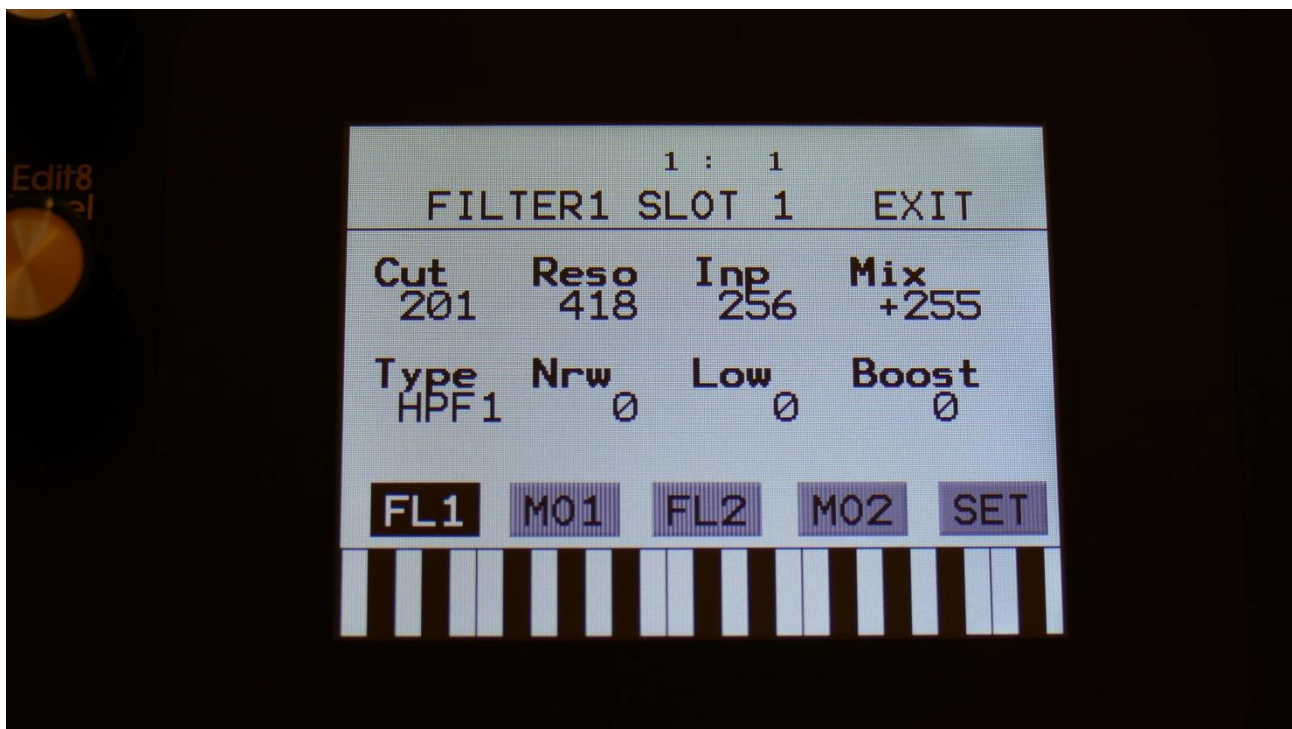 Edit8
el
1 : 1
FILTER1 SLOT 1 EXIT
Cut Reso Inp Mix
201 418 256 +255
Type Nrw Low Boost
HPF1 0 0 0
FL1 MO1 FL2 MO2 SET